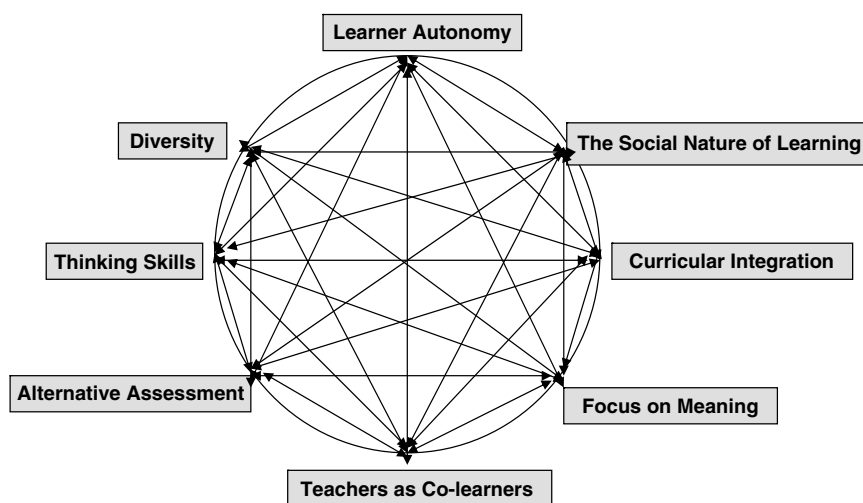 Learner Autonomy
Diversity
The Social Nature of Learning
Thinking Skills
Curricular Integration
Alternative Assessment
Focus on Meaning
Teachers as Co-learners